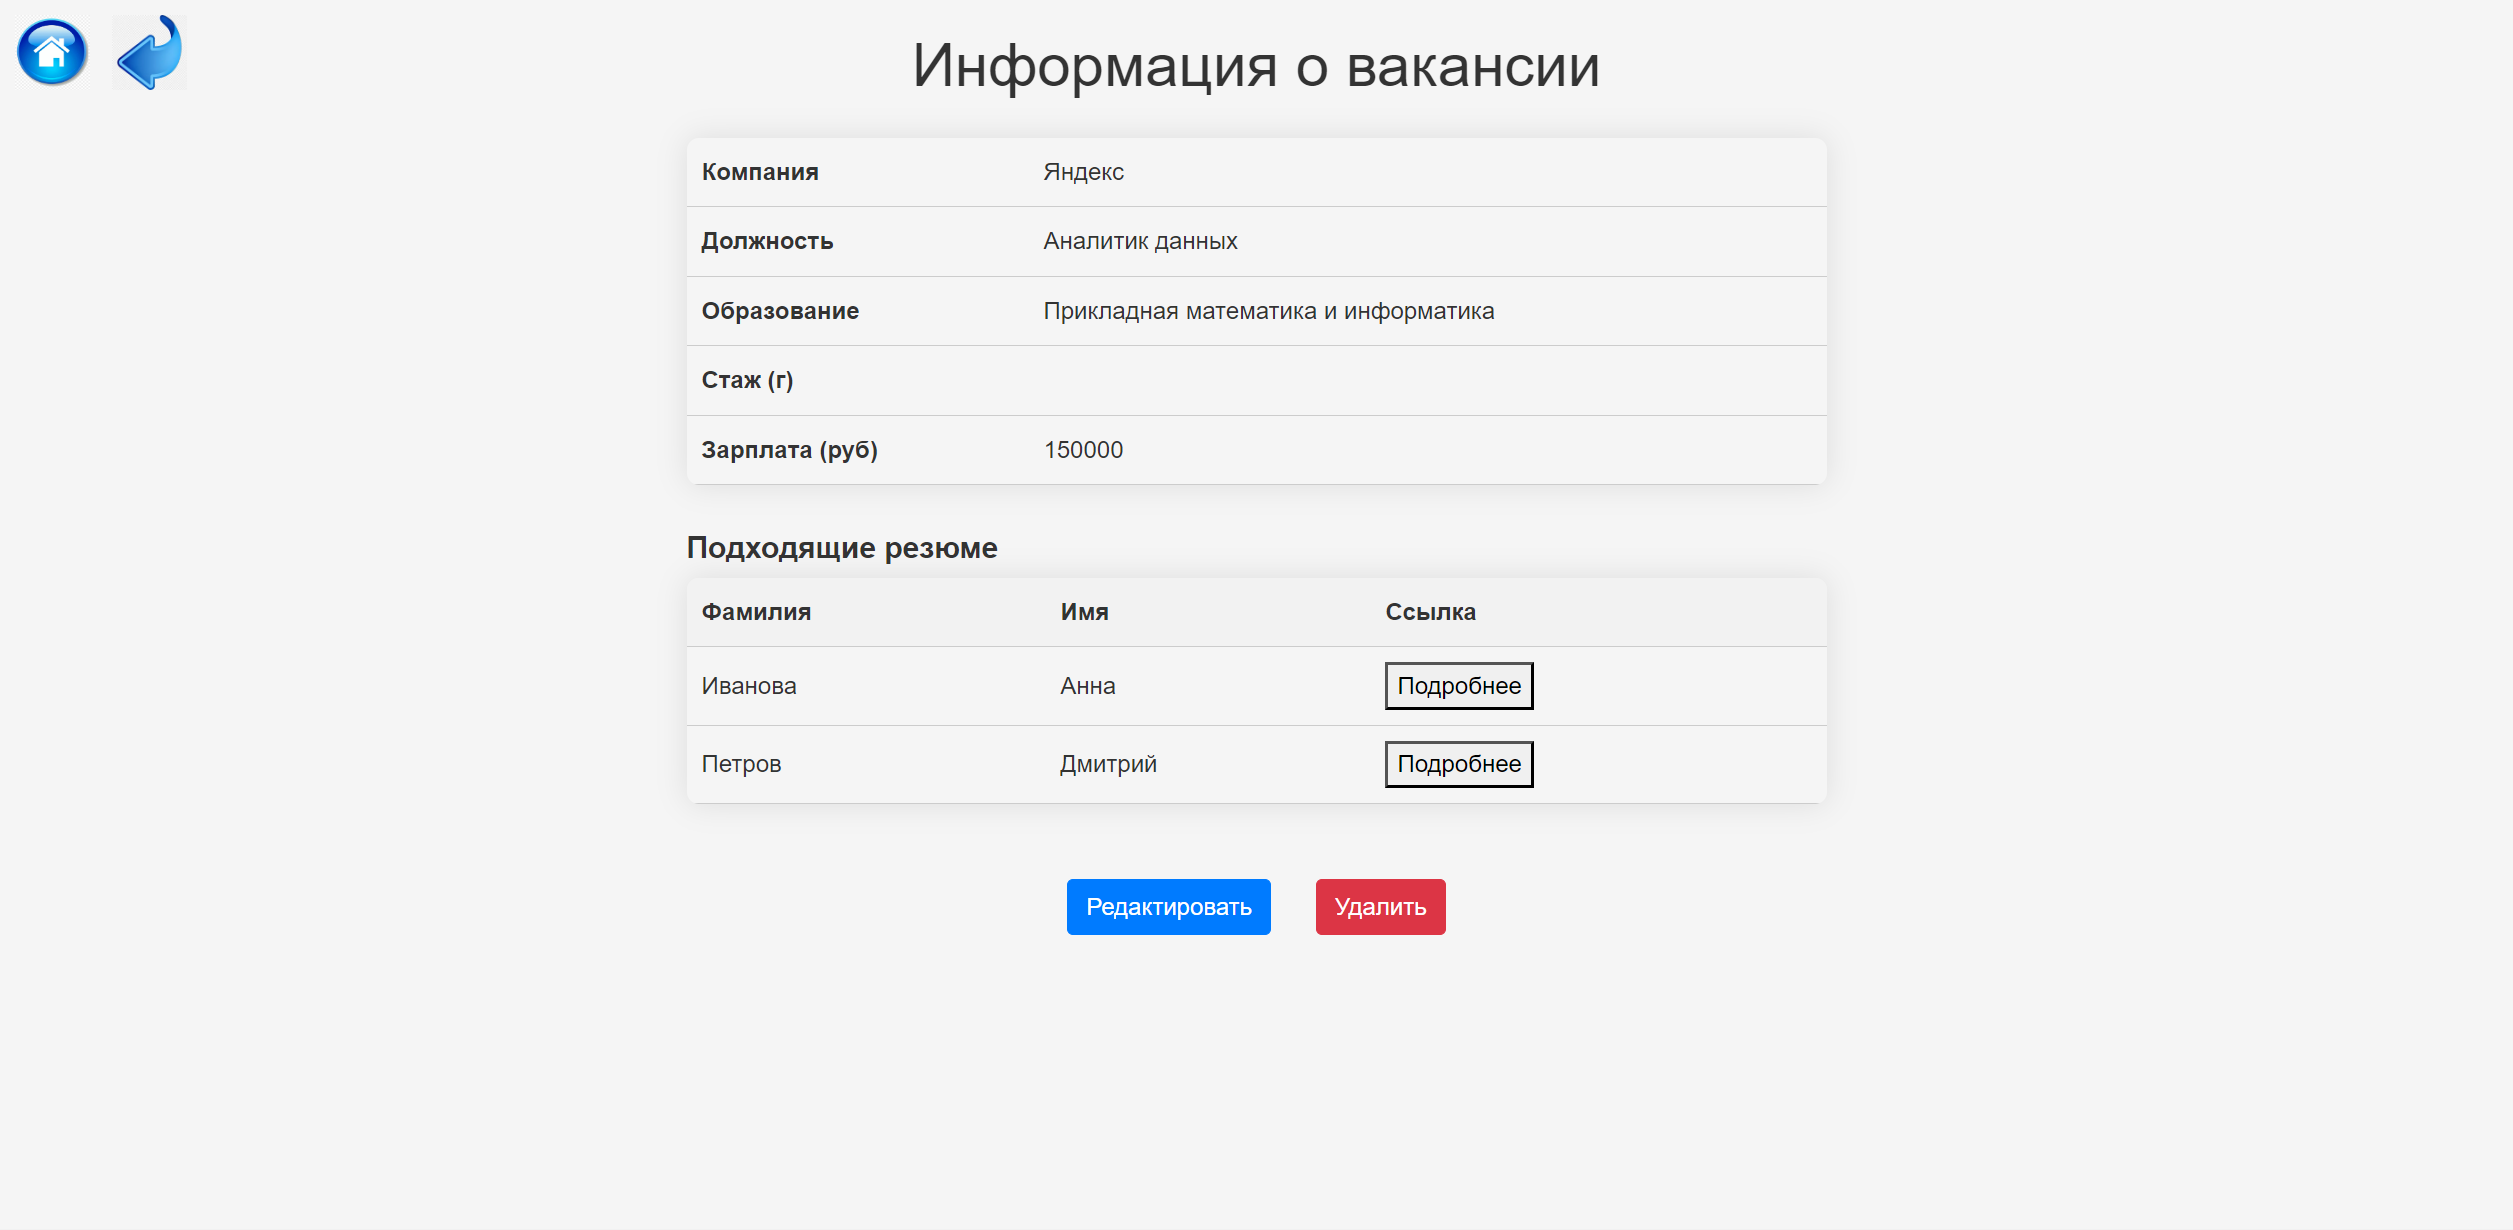 Информация о вакансии
Компания Яндекс
Должность Аналитик данных
Образование Прикладная математика и информатика
Стаж (г)
Зарплата (руб) 150000
Подходящие резюме
Фамилия Имя Ссылка
Иванова Анна Подробнее
Петров Дмитрий Подробнее
Редактировать Удалить